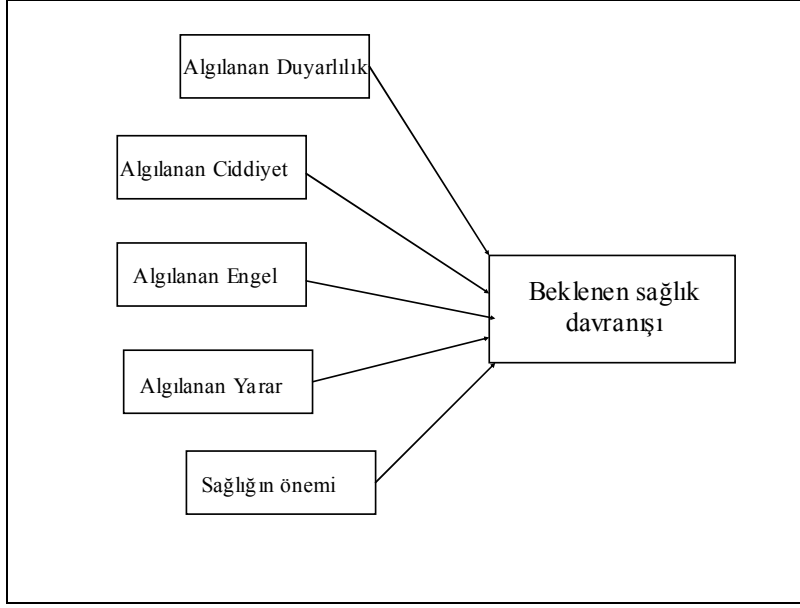 Algılanan Duyarlılık
Algılanan Ciddiyet
Algılanan Engel
Algılanan Yarar
Sağlığın önemi
Beklenen sağlık
davranışı